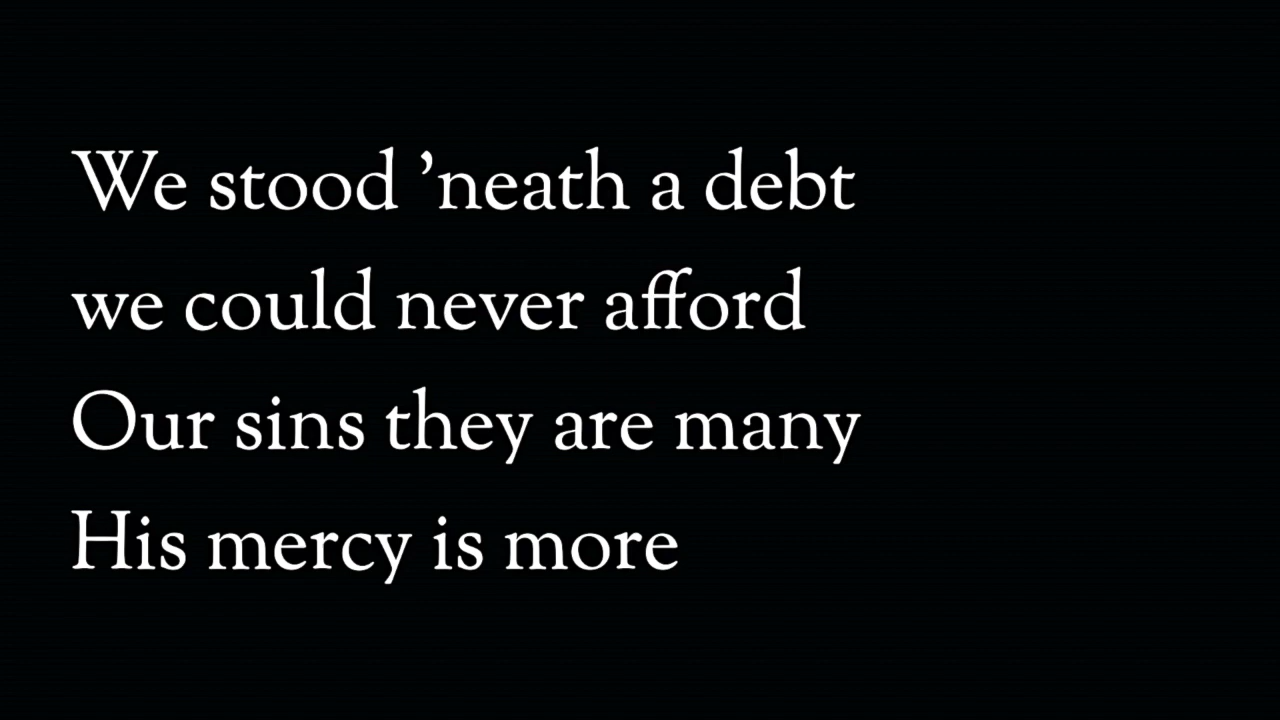 We stood ’neath a debt
we could never afford
Our sins they are many
His mercy is more